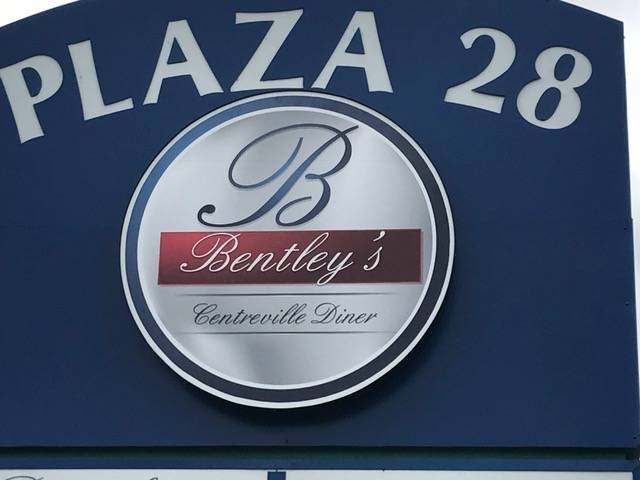 PLAZA 28
B
Bentley's
Centreville Diner